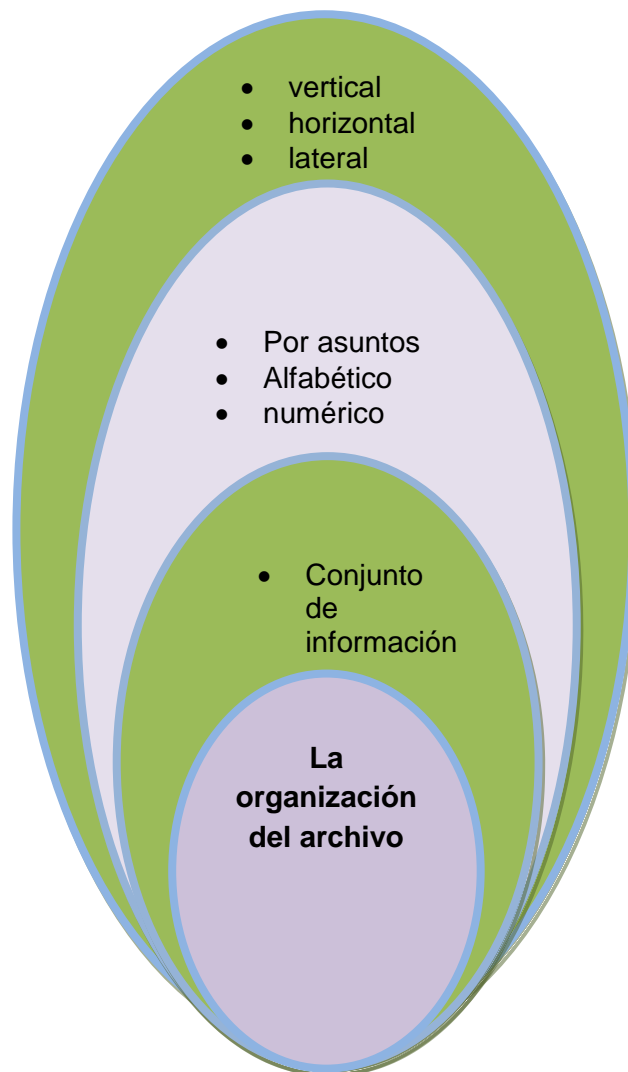 • vertical
• horizontal
• lateral
• Por asuntos
• Alfabético
• numérico
• Conjunto
de
información
La
organización
del archivo